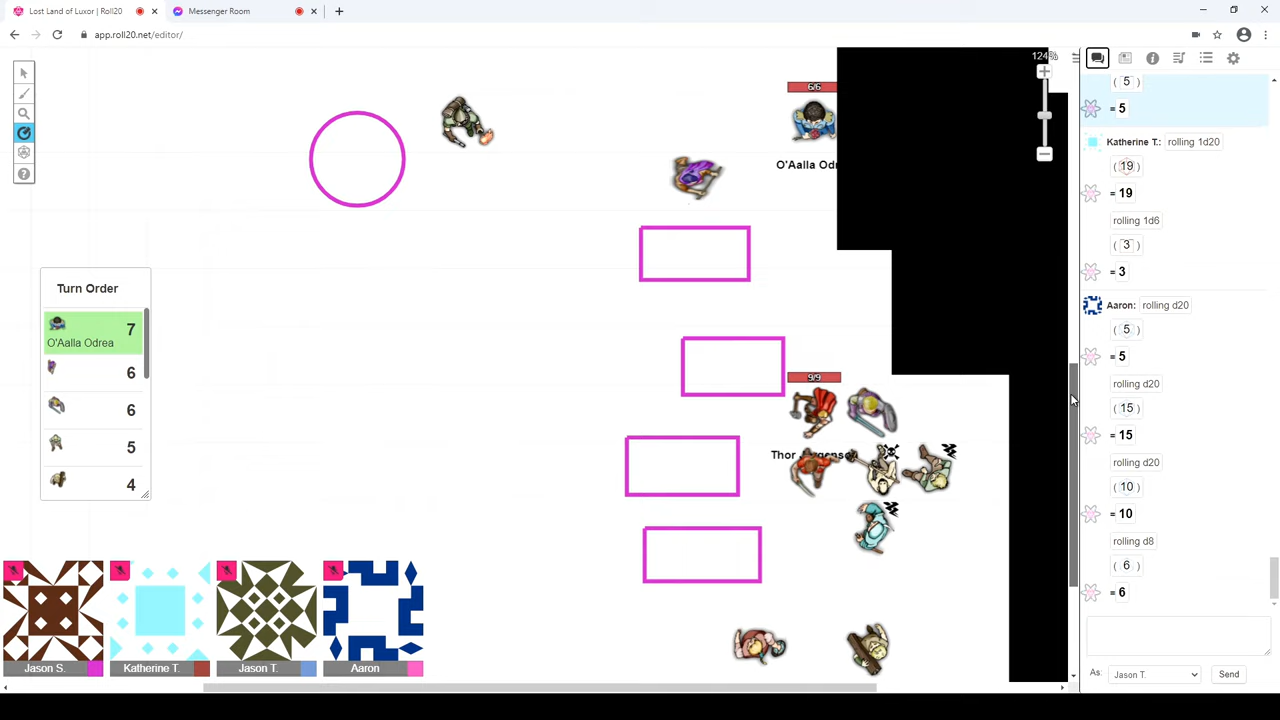 Lost Land of Luxor | Roll20
Messenger Room
app.roll20.net/editor/
124%
6/6
O'Aalla Odr
Turn Order
7
O'Aalla Odrea
6
6
5
4
9/9
Thor
Jason S.
Katherine T.
Jason T.
Aaron
( 5 )
= 5
Katherine T.: rolling 1d20
( 19 )
= 19
rolling 1d6
( 3 )
= 3
Aaron: rolling d20
( 5 )
= 5
rolling d20
( 15 )
= 15
rolling d20
( 10 )
= 10
rolling d8
( 6 )
= 6
As: Jason T. Send